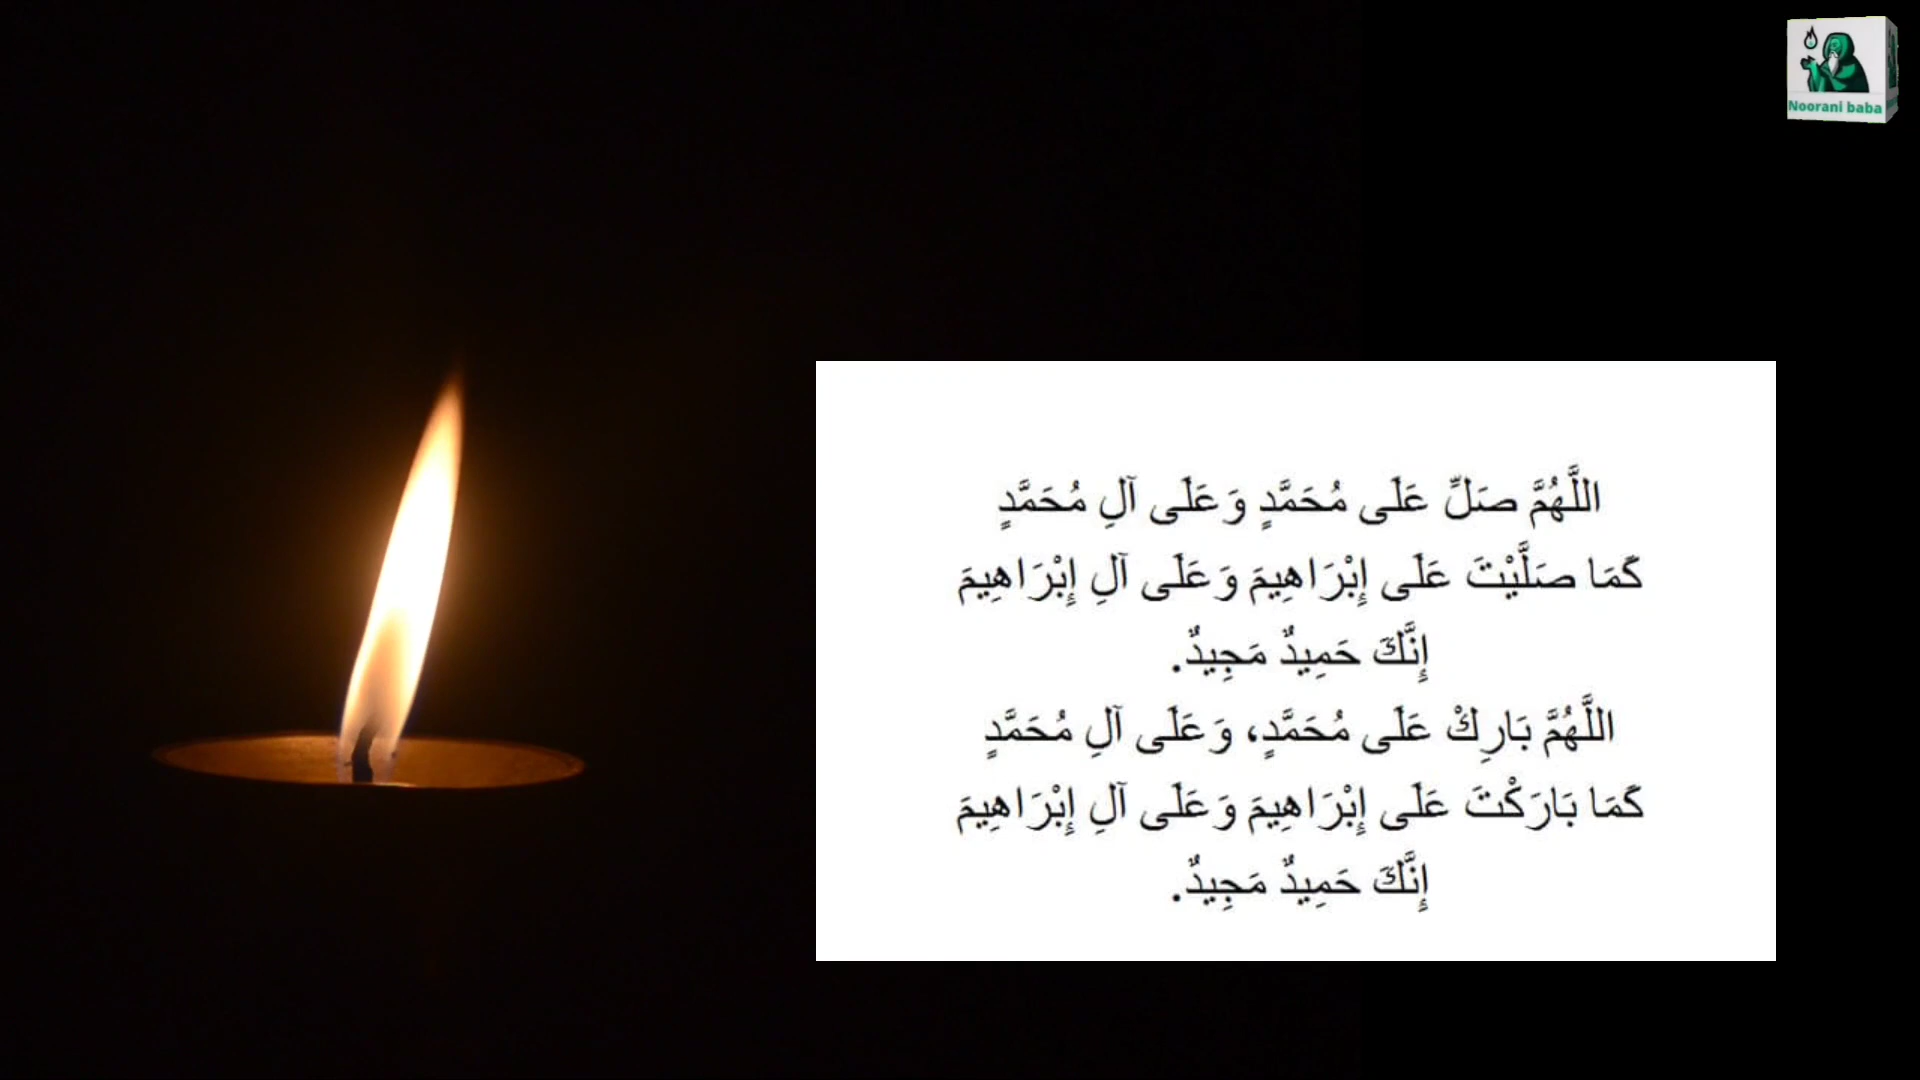 Noorani baba
اللَّهُمَّ صَلِّ عَلَى مُحَمَّدٍ وَعَلَى آلِ مُحَمَّدٍ
كَمَا صَلَّيْتَ عَلَى إِبْرَاهِيمَ وَعَلَى آلِ إِبْرَاهِيمَ
إِنَّكَ حَمِيدٌ مَجِيدٌ.
اللَّهُمَّ بَارِكْ عَلَى مُحَمَّدٍ، وَعَلَى آلِ مُحَمَّدٍ
كَمَا بَارَكْتَ عَلَى إِبْرَاهِيمَ وَعَلَى آلِ إِبْرَاهِيمَ
إِنَّكَ حَمِيدٌ مَجِيدٌ.